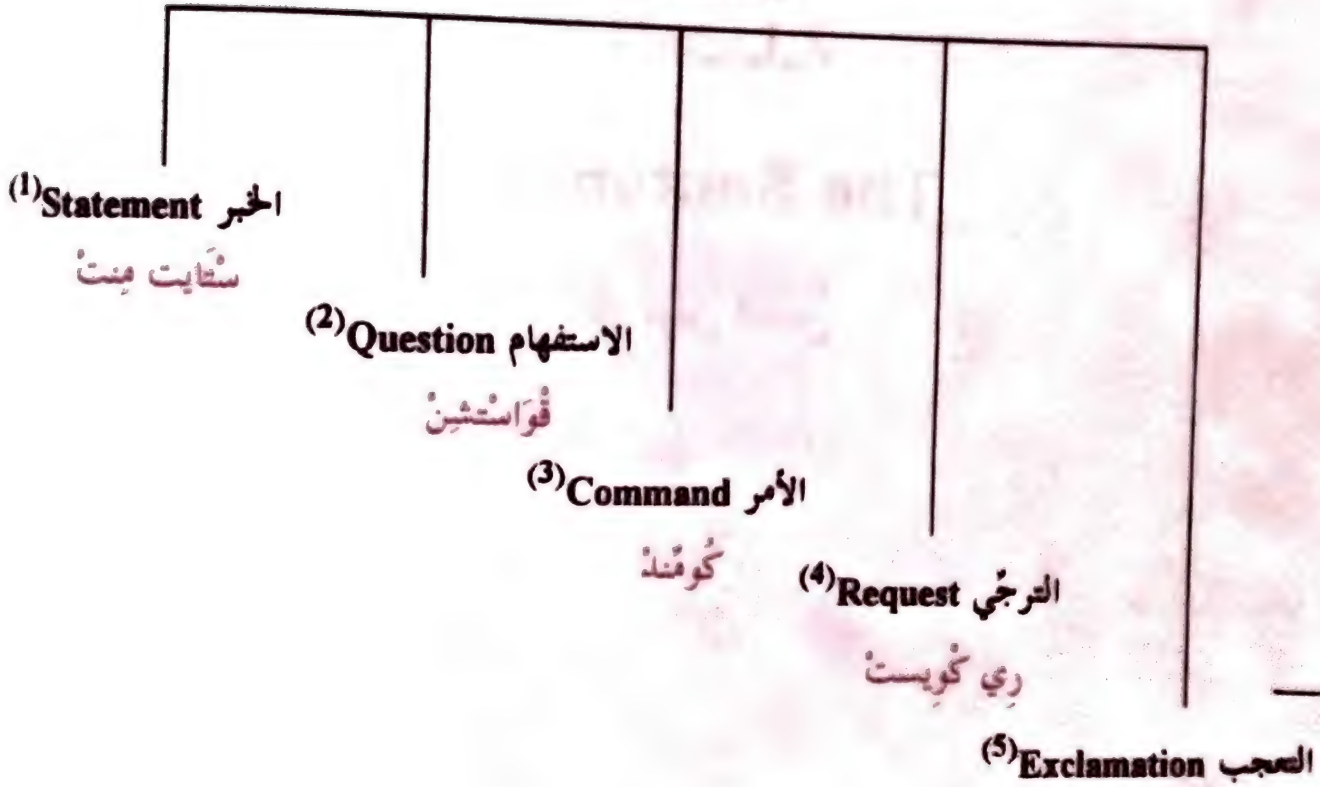 (1)Statement الخبر
سْتَايت مِنتْ
(2)Question الاستفهام
قْوَاسْتشِنْ
(3)Command الأمر
كُومَّندْ
(4)Request الترجّي
رِي كْوِيستْ
(5)Exclamation التعجب